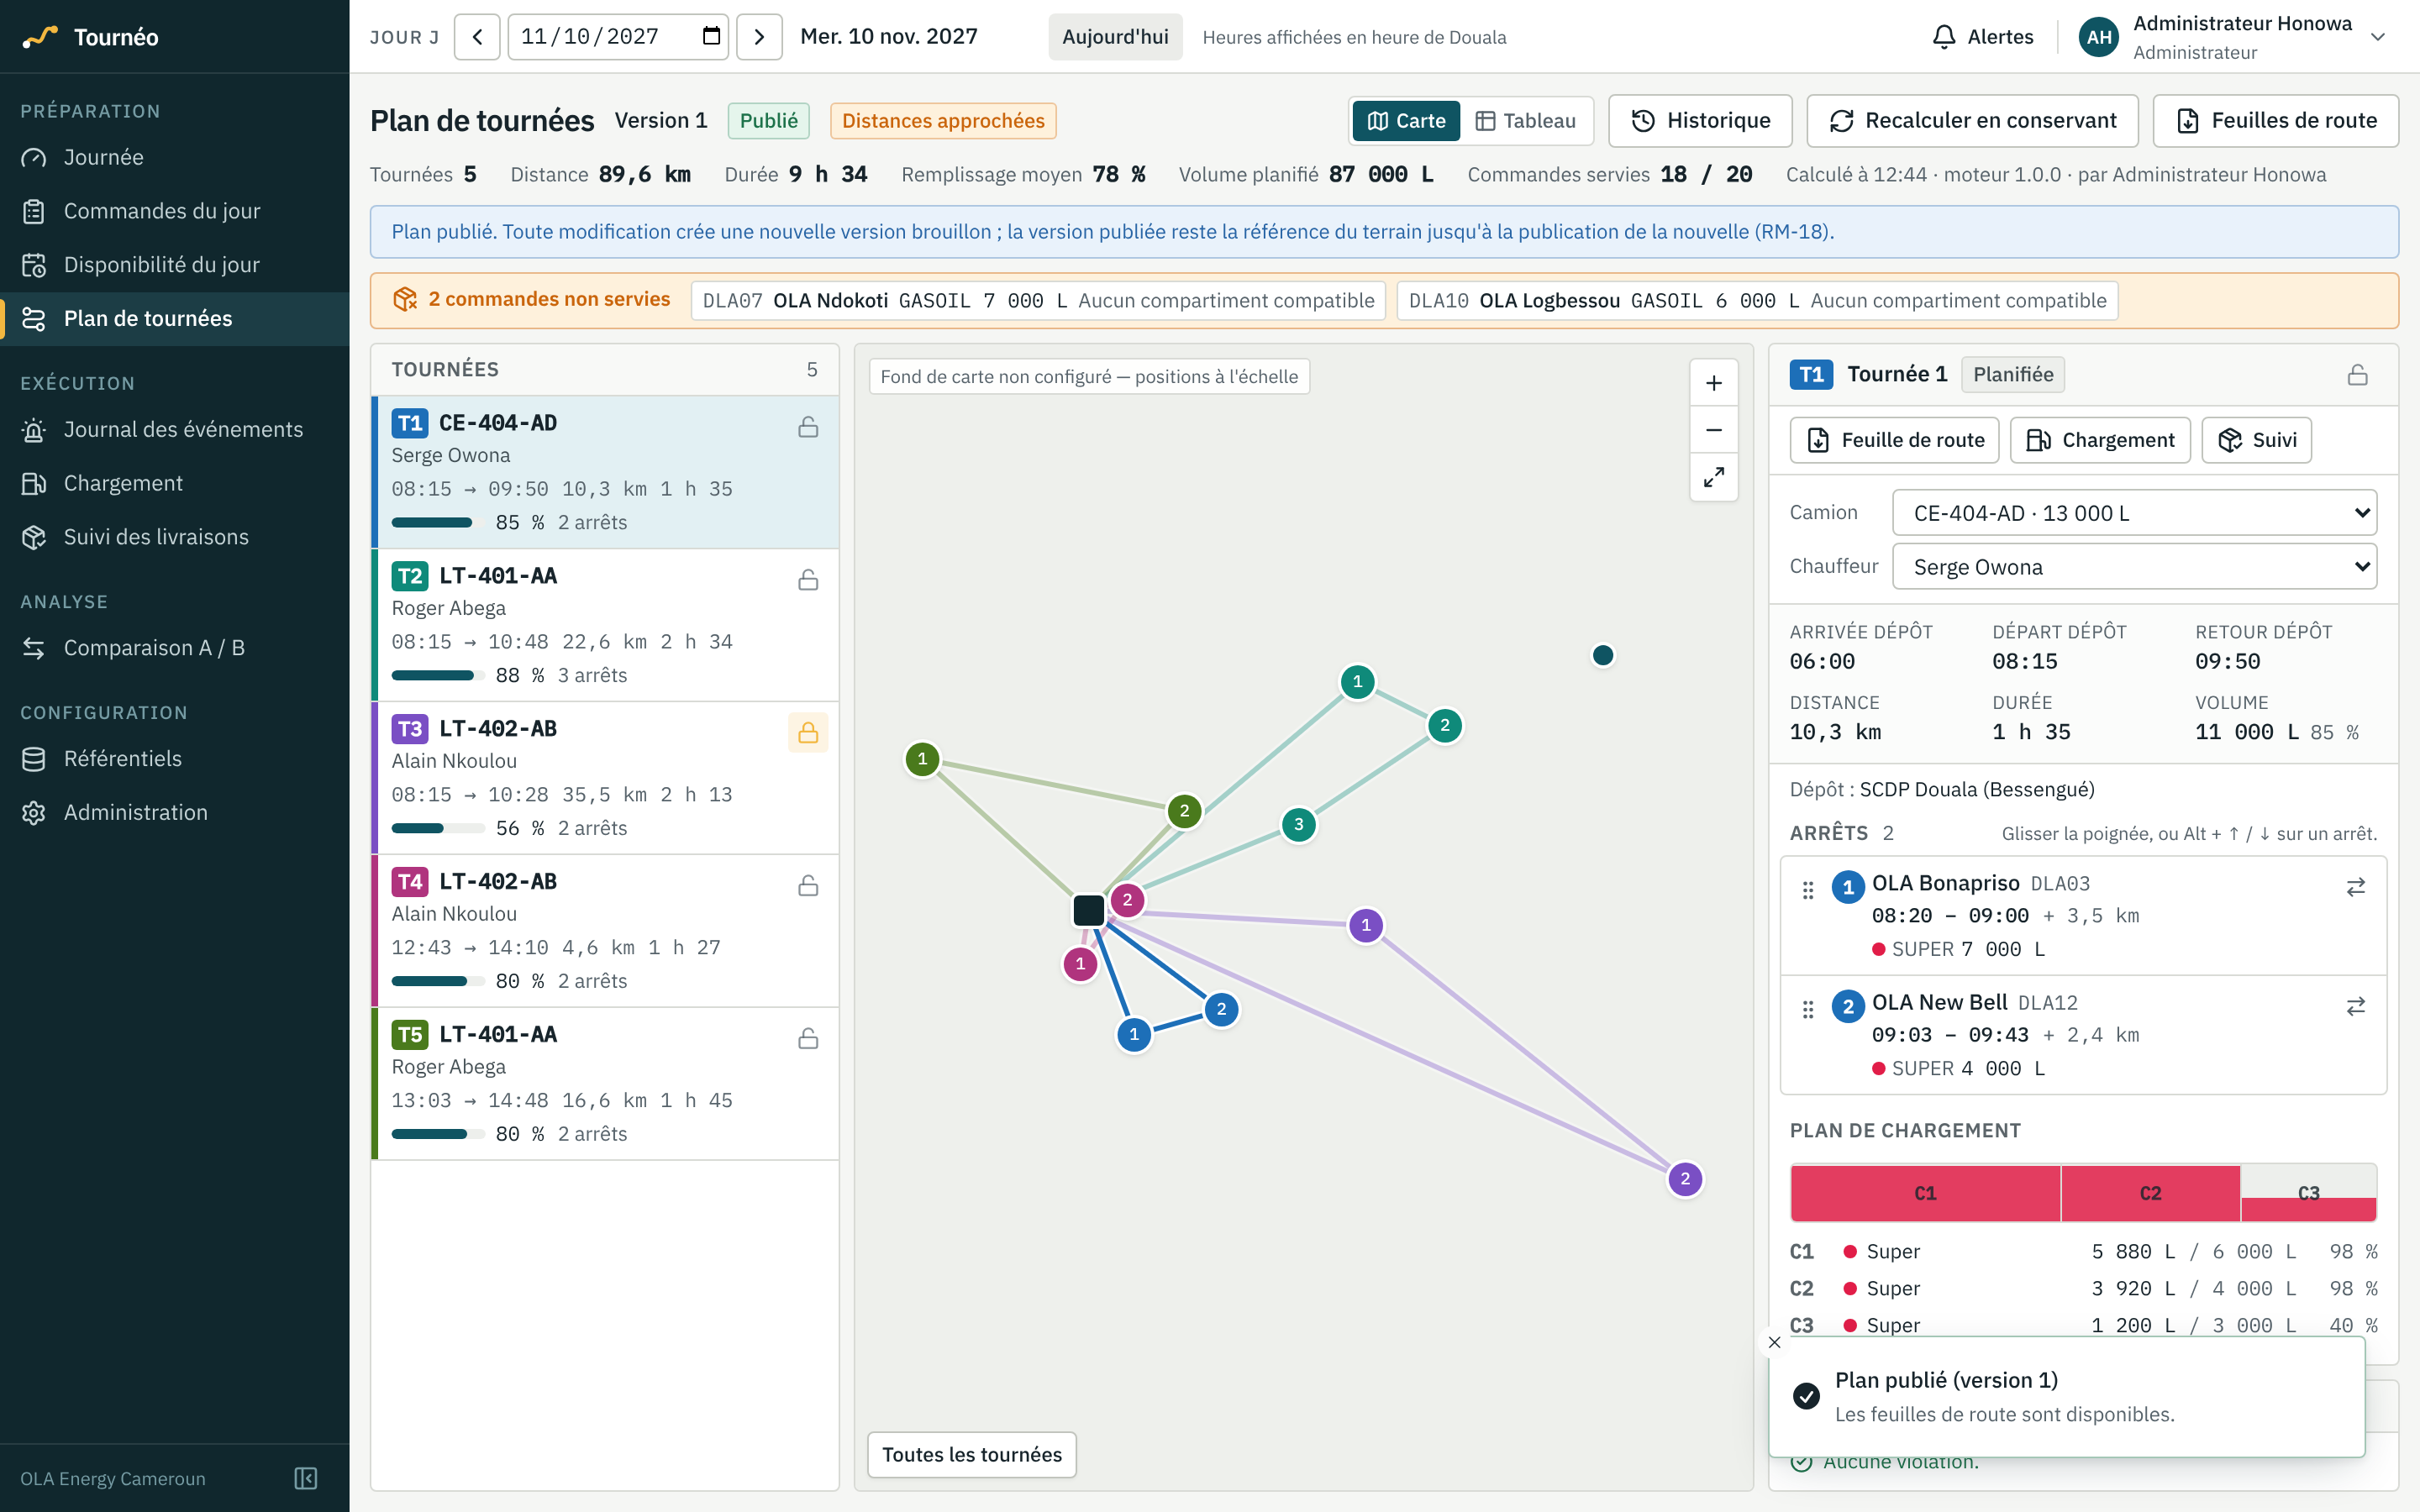 Tournéo
JOUR J
11/10/2027
Mer. 10 nov. 2027
Aujourd'hui
Heures affichées en heure de Douala
Alertes
AH
Administrateur Honowa
Administrateur
PRÉPARATION
Journée
Commandes du jour
Disponibilité du jour
Plan de tournées
EXÉCUTION
Journal des événements
Chargement
Suivi des livraisons
ANALYSE
Comparaison A / B
CONFIGURATION
Référentiels
Administration
OLA Energy Cameroun
Plan de tournées Version 1 Publié Distances approchées
Carte Tableau Historique Recalculer en conservant Feuilles de route
Tournées 5 Distance 89,6 km Durée 9 h 34 Remplissage moyen 78 % Volume planifié 87 000 L Commandes servies 18 / 20 Calculé à 12:44 · moteur 1.0.0 · par Administrateur Honowa
Plan publié. Toute modification crée une nouvelle version brouillon ; la version publiée reste la référence du terrain jusqu'à la publication de la nouvelle (RM-18).
2 commandes non servies DLA07 OLA Ndokoti GASOIL 7 000 L Aucun compartiment compatible DLA10 OLA Logbessou GASOIL 6 000 L Aucun compartiment compatible
TOURNÉES 5
T1 CE-404-AD
Serge Owona
08:15 → 09:50 10,3 km 1 h 35
85 % 2 arrêts
T2 LT-401-AA
Roger Abega
08:15 → 10:48 22,6 km 2 h 34
88 % 3 arrêts
T3 LT-402-AB
Alain Nkoulou
08:15 → 10:28 35,5 km 2 h 13
56 % 2 arrêts
T4 LT-402-AB
Alain Nkoulou
12:43 → 14:10 4,6 km 1 h 27
80 % 2 arrêts
T5 LT-401-AA
Roger Abega
13:03 → 14:48 16,6 km 1 h 45
80 % 2 arrêts
Fond de carte non configuré — positions à l'échelle
+
−
1
2
1
2
3
2
1
1
2
1
2
Toutes les tournées
T1 Tournée 1 Planifiée
Feuille de route Chargement Suivi
Camion CE-404-AD · 13 000 L
Chauffeur Serge Owona
ARRIVÉE DÉPÔT DÉPART DÉPÔT RETOUR DÉPÔT
06:00 08:15 09:50
DISTANCE DURÉE VOLUME
10,3 km 1 h 35 11 000 L 85 %
Dépôt : SCDP Douala (Bessengué)
ARRÊTS 2 Glisser la poignée, ou Alt + ↑ / ↓ sur un arrêt.
1 OLA Bonapriso DLA03
08:20 – 09:00 + 3,5 km
SUPER 7 000 L
2 OLA New Bell DLA12
09:03 – 09:43 + 2,4 km
SUPER 4 000 L
PLAN DE CHARGEMENT
C1 C2 C3
C1 Super 5 880 L / 6 000 L 98 %
C2 Super 3 920 L / 4 000 L 98 %
C3 Super 1 200 L / 3 000 L 40 %
Plan publié (version 1)
Les feuilles de route sont disponibles.
Aucune violation.